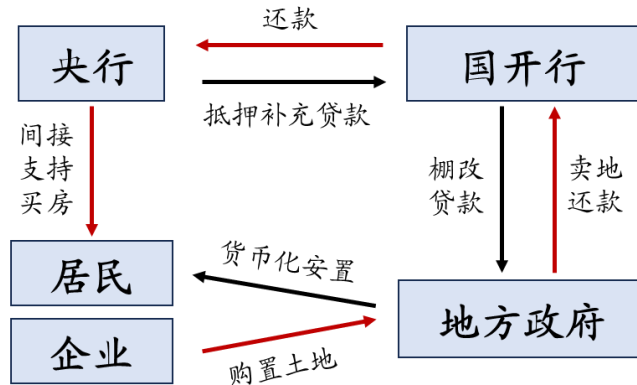 还款
央行
国开行
抵押补充贷款
间接
支持
买房
棚改
贷款
卖地
还款
货币化安置
居民
地方政府
企业
购置土地